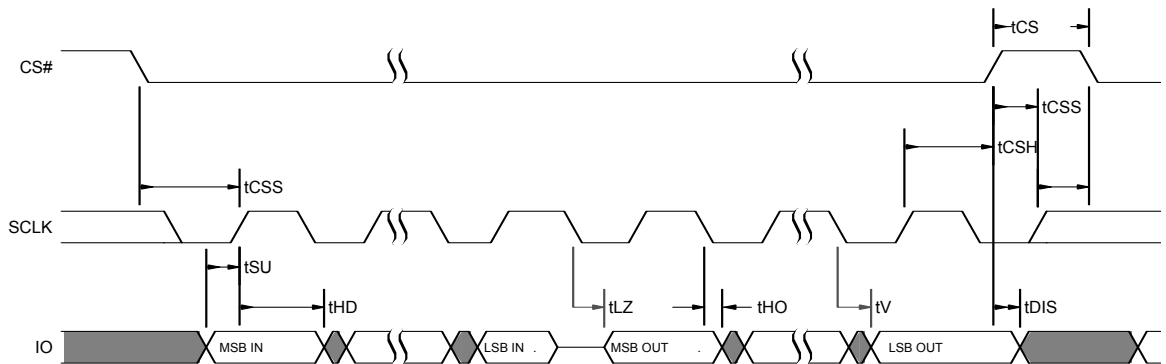 tCS
CS#
tCSS
tCSH
tCSS
SCLK
tSU
tHD
tLZ
tHO
tV
tDIS
IO
MSB IN
LSB IN .
MSB OUT .
LSB OUT